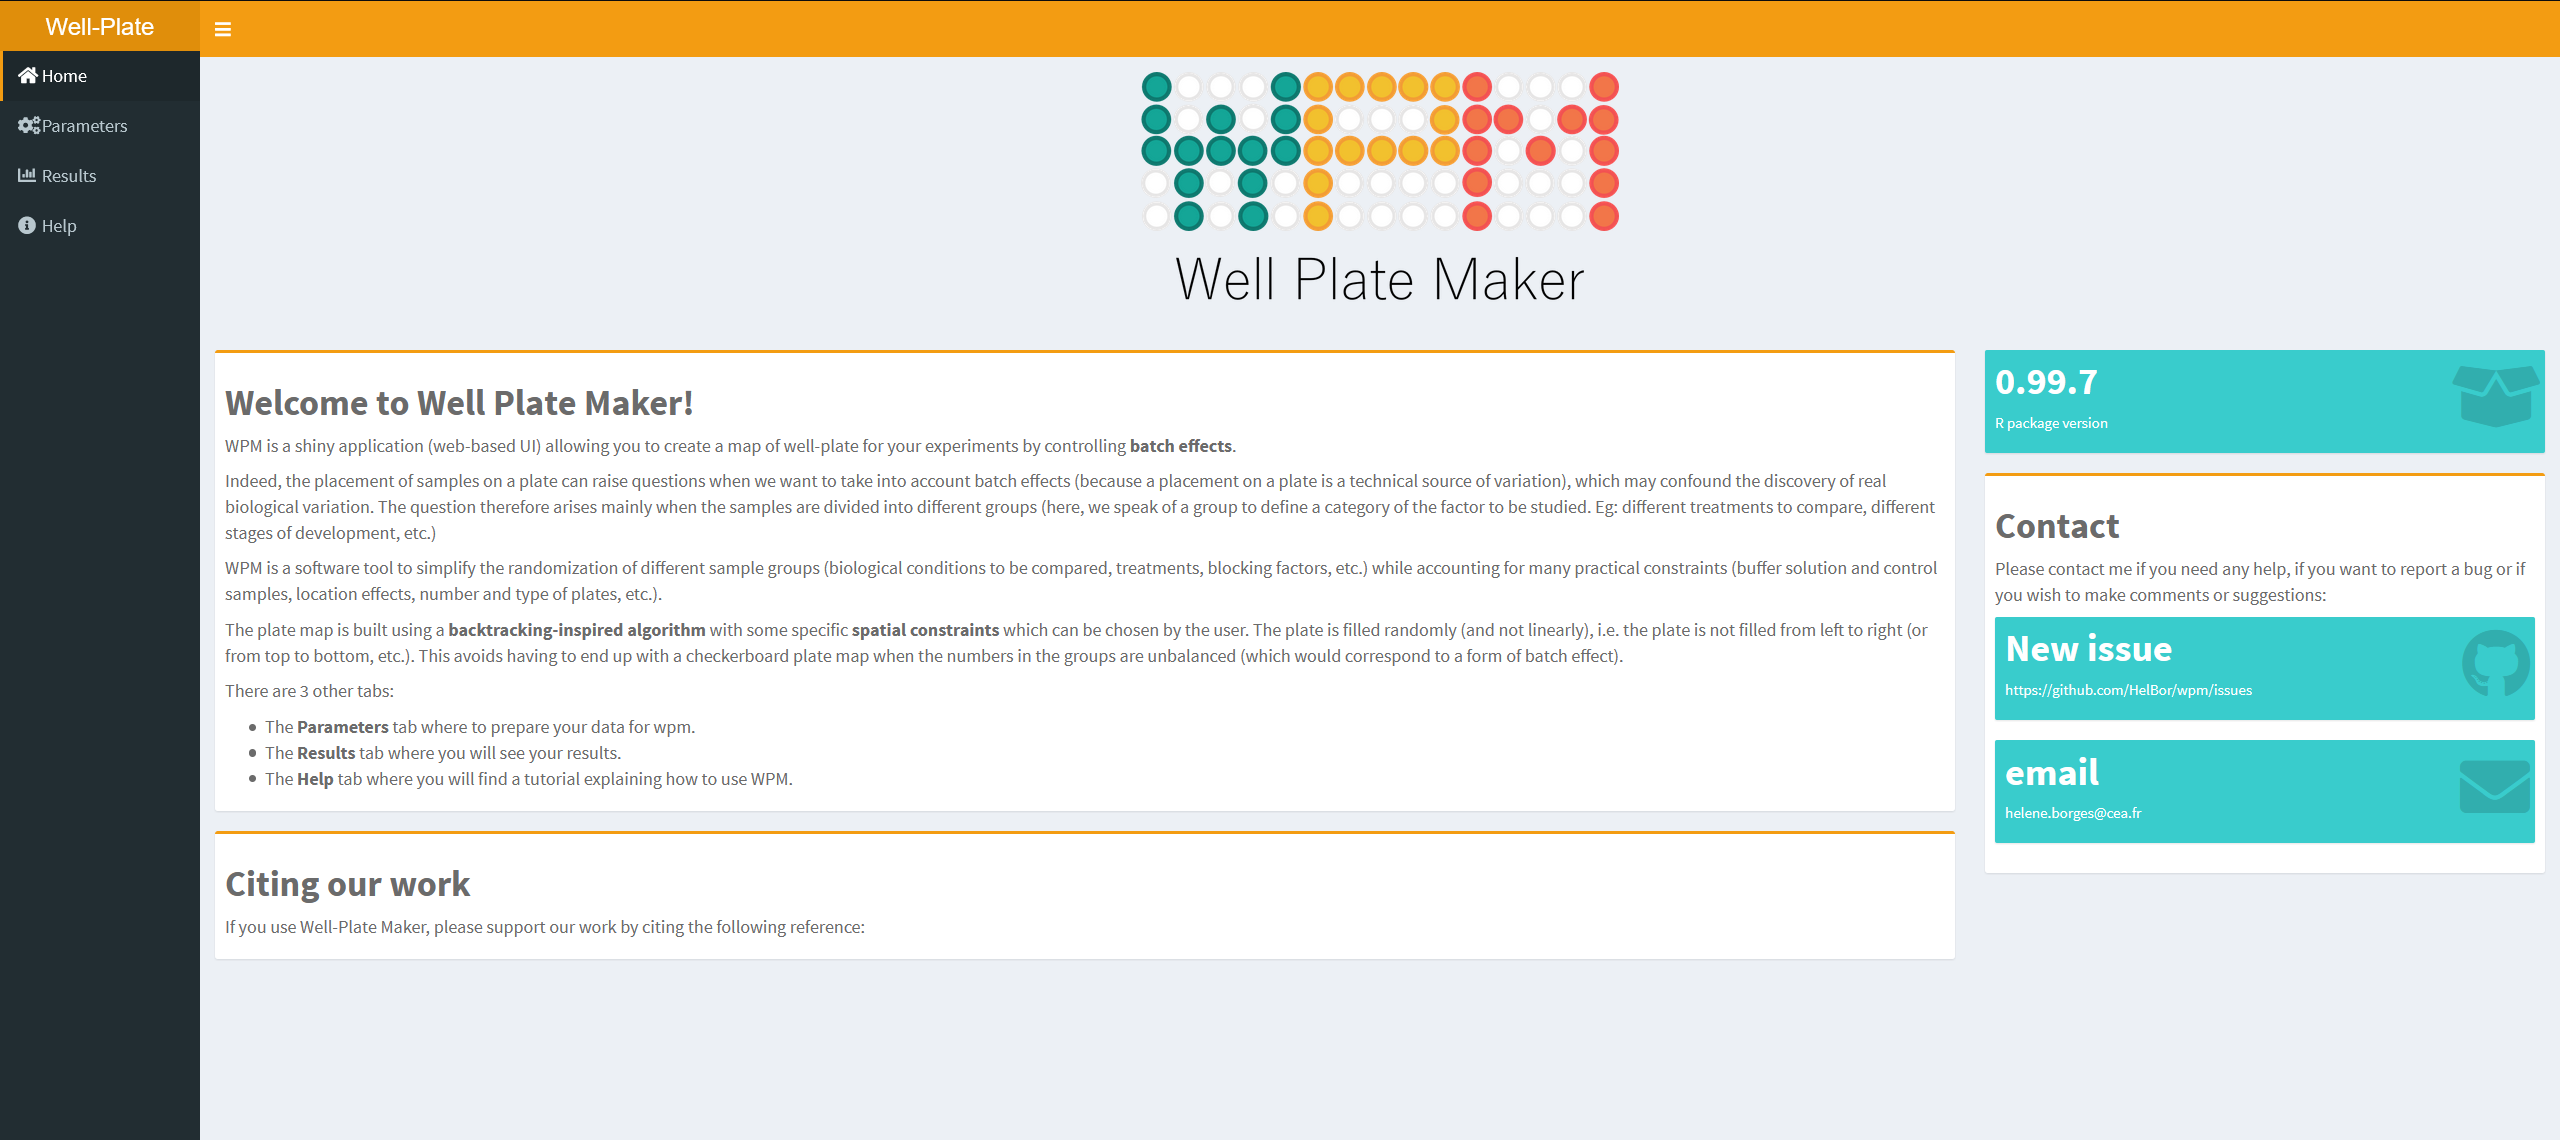 Well-Plate
Home
Parameters
Results
Help
Well Plate Maker
Welcome to Well Plate Maker!
WPM is a shiny application (web-based UI) allowing you to create a map of well-plate for your experiments by controlling batch effects.
Indeed, the placement of samples on a plate can raise questions when we want to take into account batch effects (because a placement on a plate is a technical source of variation), which may confound the discovery of real
biological variation. The question therefore arises mainly when the samples are divided into different groups (here, we speak of a group to define a category of the factor to be studied. Eg: different treatments to compare, different
stages of development, etc.)
WPM is a software tool to simplify the randomization of different sample groups (biological conditions to be compared, treatments, blocking factors, etc.) while accounting for many practical constraints (buffer solution and control
samples, location effects, number and type of plates, etc.).
The plate map is built using a backtracking-inspired algorithm with some specific spatial constraints which can be chosen by the user. The plate is filled randomly (and not linearly), i.e. the plate is not filled from left to right (or
from top to bottom, etc.). This avoids having to end up with a checkerboard plate map when the numbers in the groups are unbalanced (which would correspond to a form of batch effect).
There are 3 other tabs:
The Parameters tab where to prepare your data for wpm.
The Results tab where you will see your results.
The Help tab where you will find a tutorial explaining how to use WPM.
Citing our work
If you use Well-Plate Maker, please support our work by citing the following reference:
0.99.7
R package version
Contact
Please contact me if you need any help, if you want to report a bug or if
you wish to make comments or suggestions:
New issue
https://github.com/HelBor/wpm/issues
email
helene.borges@cea.fr